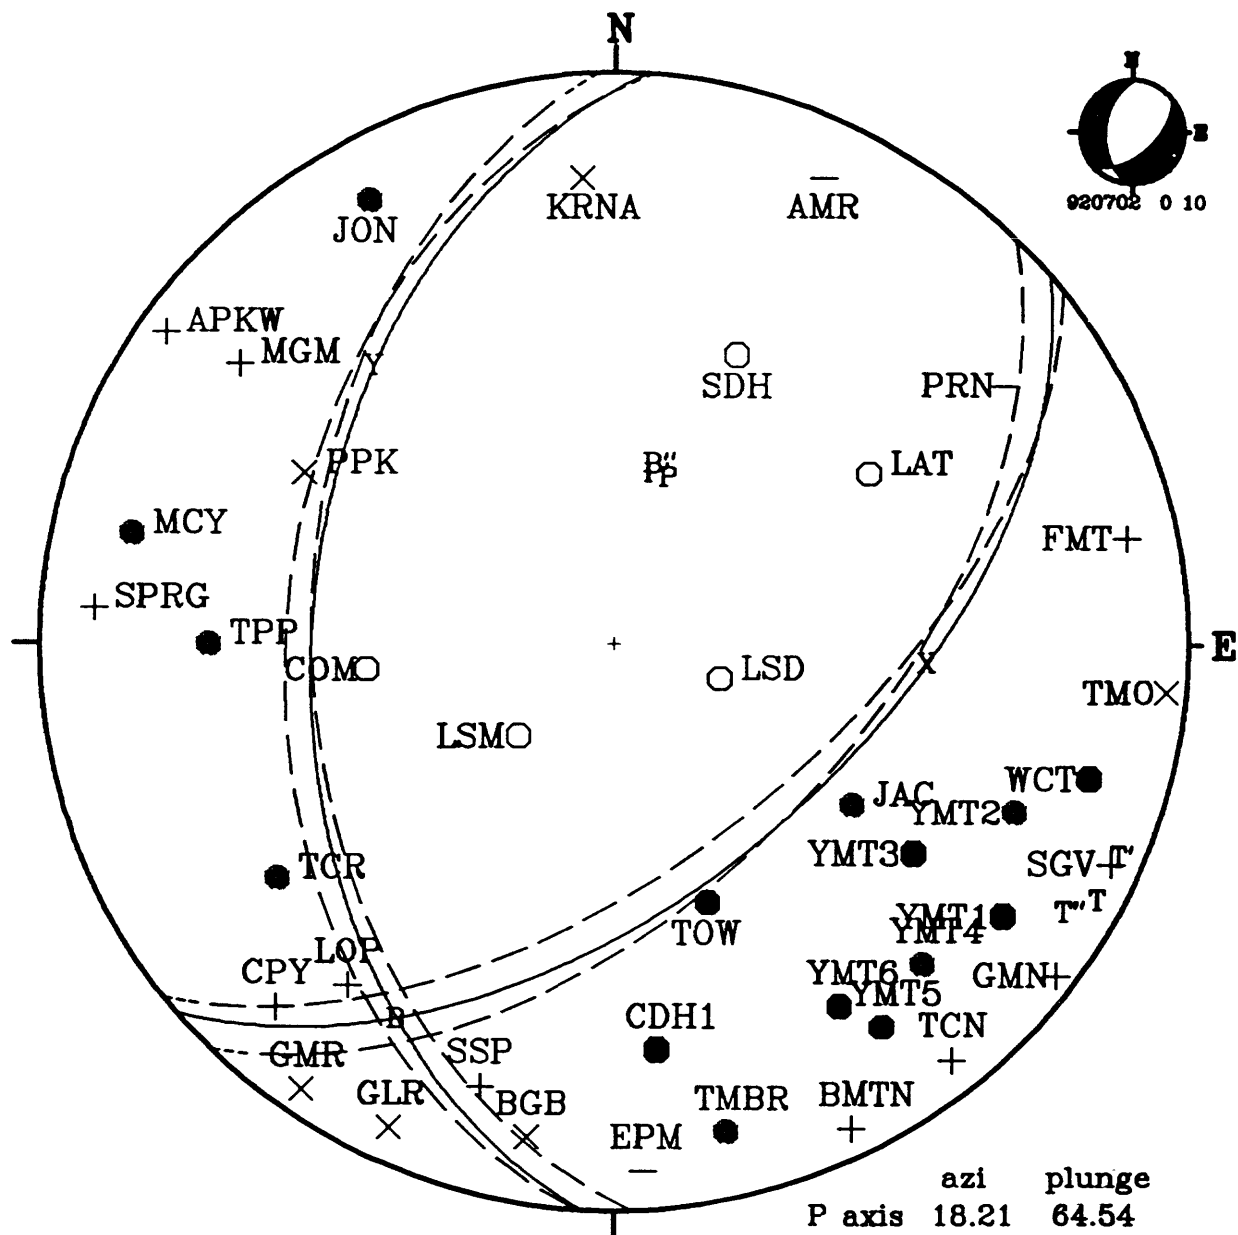 N
N
E
920702 0 10
JON
KRNA
AMR
APKW
MGM
Y
SDH
PRN
PPK
P
LAT
MCY
FMT
SPRG
TPP
E
COM
LSD
X
TMO
LSM
WCT
JAC
YMT2
YMT3
SGV
T'
TCR
T" T
YMT1
TOW
YMT4
LOP
CPY
YMT6
GMN
YMT5
B
CDH1
TCN
SSP
GMR
GLR
BGB
TMBR
BMTN
EPM
azi plunge
P axis 18.21 64.54